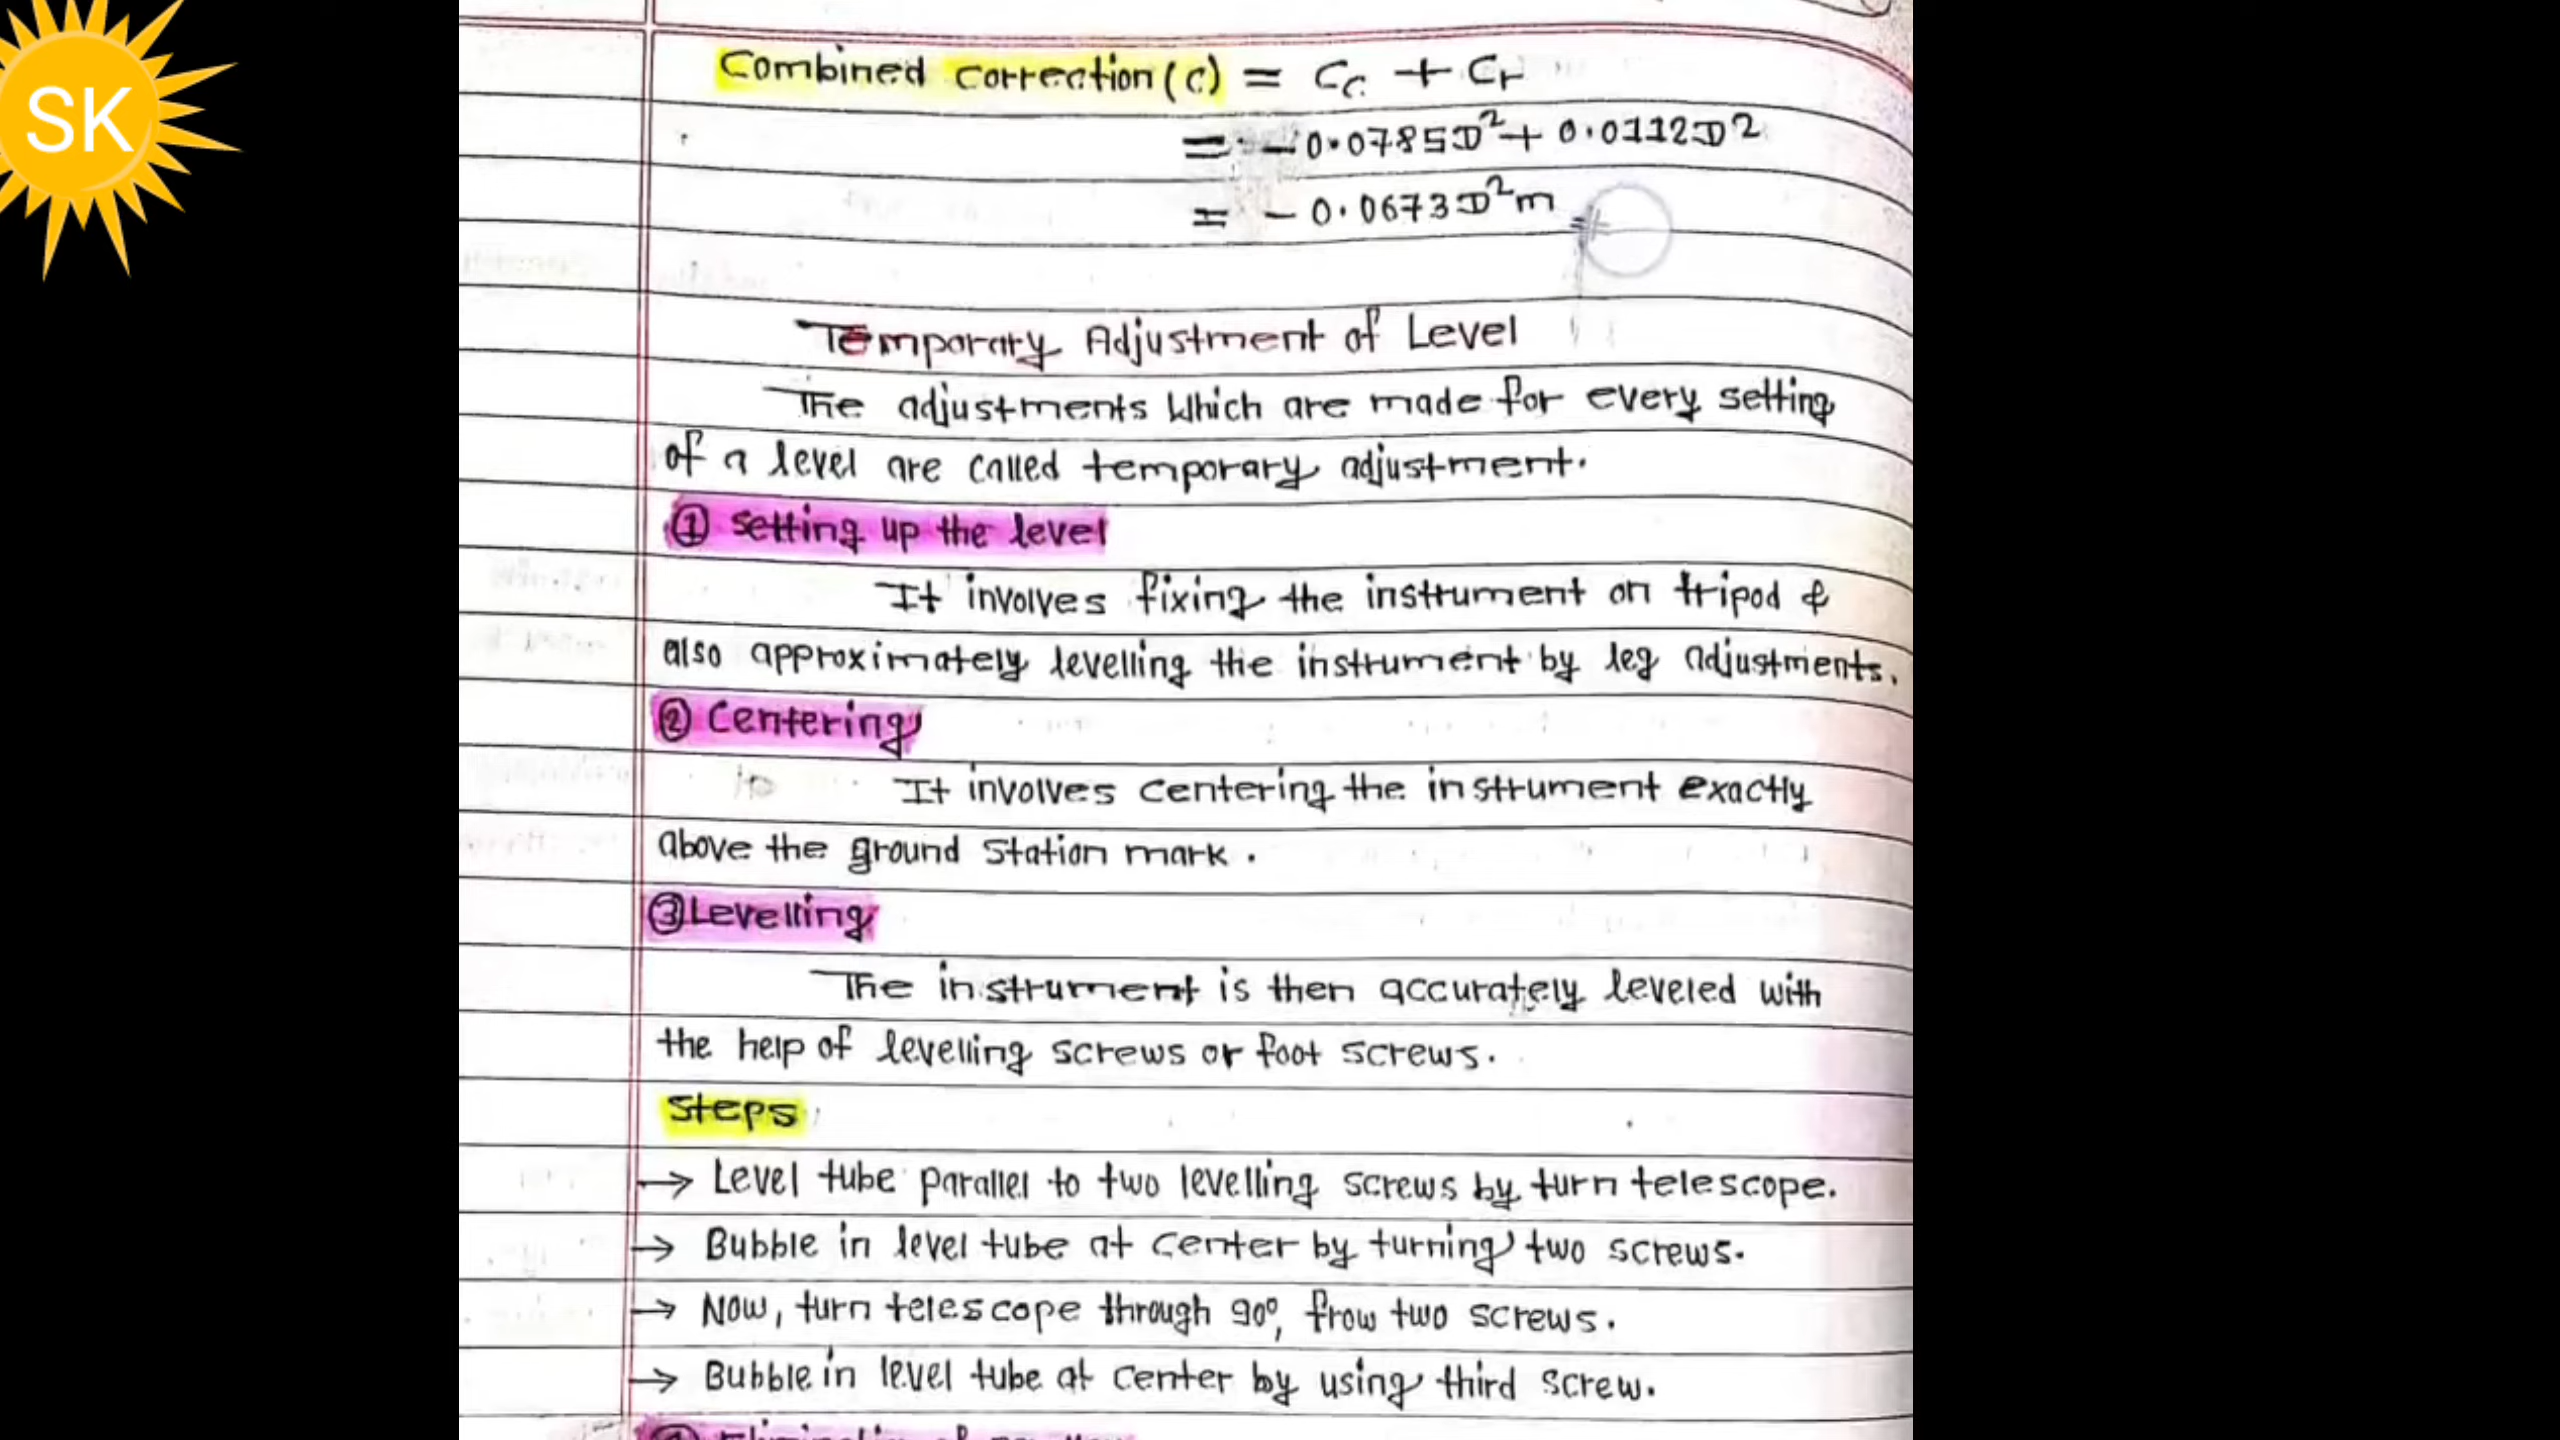 SK
Combined correction (c) = Cc + Cr
= - 0.0785D² + 0.0112D²
= - 0.0673D²m
Temporary Adjustment of Level
The adjustments which are made for every setting
of a level are called temporary adjustment.
① Setting up the level
It involves fixing the instrument on tripod &
also approximately levelling the instrument by leg adjustments.
② Centering
It involves centering the instrument exactly
above the ground station mark.
③ Levelling
The instrument is then accurately leveled with
the help of levelling screws or foot screws.
Steps
→ Level tube parallel to two levelling screws by turn telescope.
→ Bubble in level tube at center by turning two screws.
→ Now, turn telescope through 90°, frow two screws.
→ Bubble in level tube at center by using third screw.